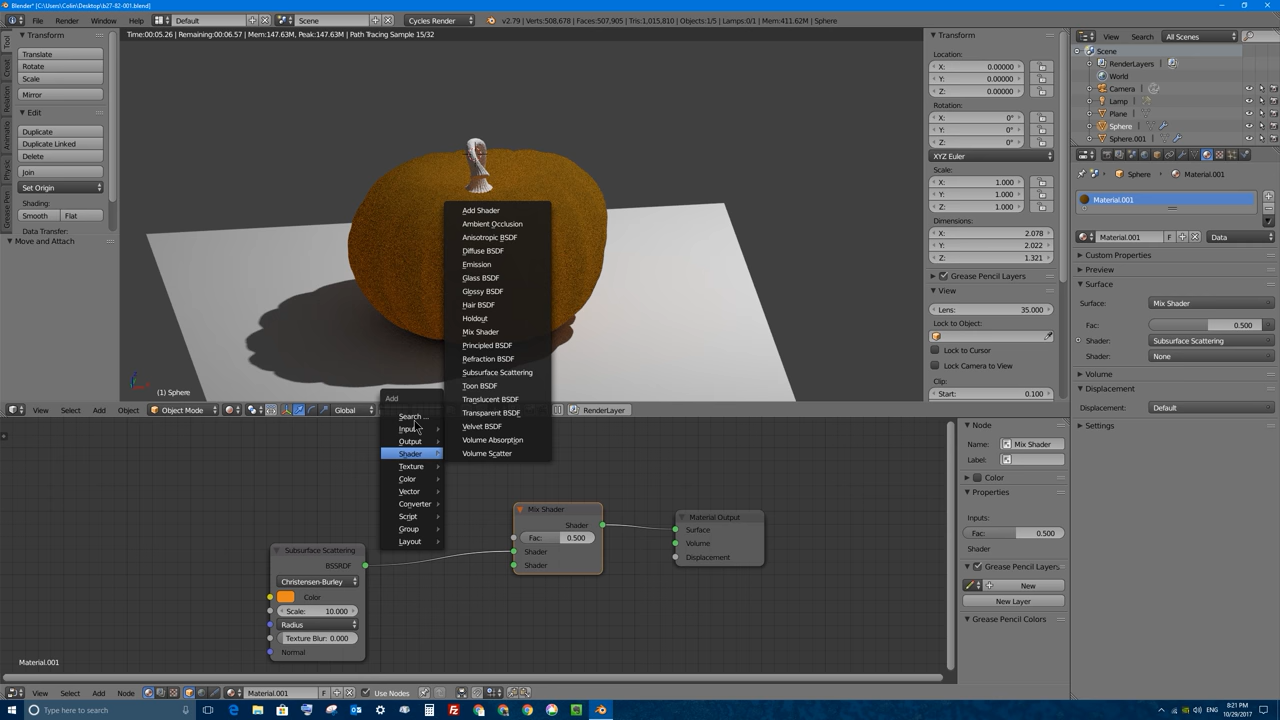 Blender* [C:\Users\Colin\Desktop\b27-82-001.blend]
File Render Window Help Default Scene Cycles Render v2.79 | Verts:508,678 | Faces:507,905 | Tris:1,015,810 | Objects:1/5 | Lamps:0/1 | Mem:411.62M | Sphere
Time:00:05.26 | Remaining:00:06.57 | Mem:147.63M, Peak:147.63M | Path Tracing Sample 15/32
Transform
Translate
Rotate
Scale
Mirror
Edit
Duplicate
Duplicate Linked
Delete
Join
Set Origin
Shading:
Smooth Flat
Data Transfer:
Move and Attach
Tool
Creat
Relation
Animatio
Physic
Grease Pen
(1) Sphere
Add Shader
Ambient Occlusion
Anisotropic BSDF
Diffuse BSDF
Emission
Glass BSDF
Glossy BSDF
Hair BSDF
Holdout
Mix Shader
Principled BSDF
Refraction BSDF
Subsurface Scattering
Toon BSDF
Translucent BSDF
Transparent BSDF
Velvet BSDF
Volume Absorption
Volume Scatter
Add
Search ...
Input
Output
Shader
Texture
Color
Vector
Converter
Script
Group
Layout
Transform
Location:
X: 0.00000
Y: 0.00000
Z: 0.00000
Rotation:
X: 0°
Y: 0°
Z: 0°
XYZ Euler
Scale:
X: 1.000
Y: 1.000
Z: 1.000
Dimensions:
X: 2.078
Y: 2.022
Z: 1.321
Grease Pencil Layers
View
Lens: 35.000
Lock to Object:
Lock to Cursor
Lock Camera to View
Clip:
Start: 0.100
View Search All Scenes
Scene
RenderLayers
World
Camera
Lamp
Plane
Sphere
Sphere.001
Sphere Material.001
Material.001
Material.001 F Data
Custom Properties
Preview
Surface
Surface: Mix Shader
Fac: 0.500
Shader: Subsurface Scattering
Shader: None
Volume
Displacement
Displacement: Default
Settings
View Select Add Object Object Mode Global RenderLayer
Subsurface Scattering
BSSRDF
Christensen-Burley
Color
Scale: 10.000
Radius
Texture Blur: 0.000
Normal
Mix Shader
Shader
Fac: 0.500
Shader
Shader
Material Output
Surface
Volume
Displacement
Material.001
Node
Name: Mix Shader
Label:
Color
Properties
Inputs:
Fac: 0.500
Shader
Grease Pencil Layers
New
New Layer
Grease Pencil Colors
View Select Add Node Material.001 F Use Nodes
Type here to search
ENG
8:21 PM
10/29/2017